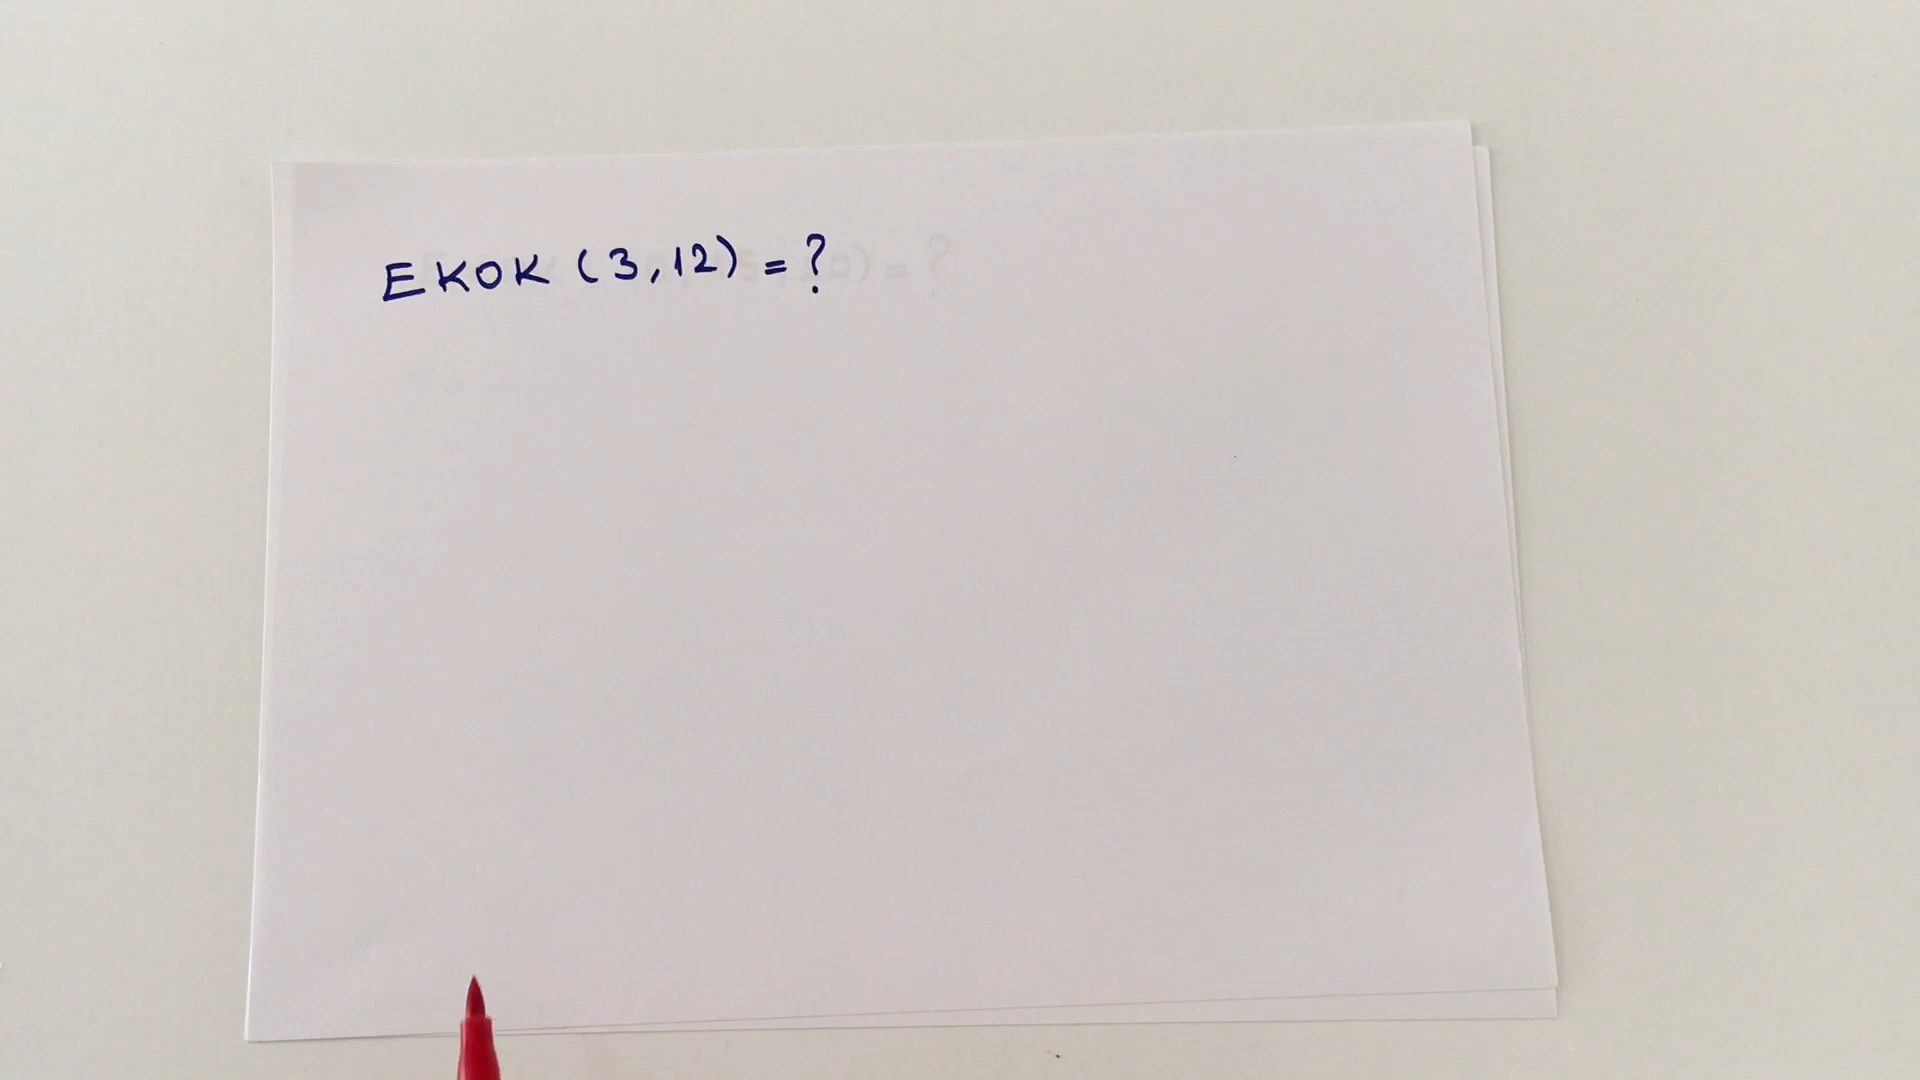 EKOK (3,12) = ?